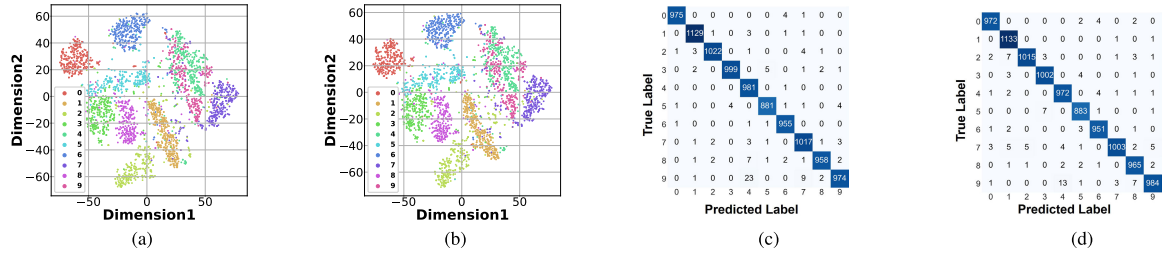 60
40
20
0
−20
−40
−60
Dimension2
0
1
2
3
4
5
6
7
8
9
−50 0 50
Dimension1
(a)
60
40
20
0
−20
−40
−60
Dimension2
0
1
2
3
4
5
6
7
8
9
−50 0 50
Dimension1
(b)
True Label
0 975 0 0 0 0 0 4 1 0 0
1 0 1129 1 0 3 0 1 1 0 0
2 1 3 1022 0 1 0 0 4 1 0
3 0 2 0 999 0 5 0 1 2 1
4 0 0 0 0 981 0 1 0 0 0
5 0 0 0 4 0 881 1 1 1 4
6 1 0 0 0 1 1 955 0 0 0
7 0 1 2 0 3 1 0 1017 1 3
8 0 1 2 0 7 1 2 1 958 2
9 0 1 0 0 23 0 0 9 2 974
0 1 2 3 4 5 6 7 8 9
Predicted Label
(c)
True Label
0 972 0 0 0 0 2 4 0 2 0
1 0 1133 0 0 0 1 0 0 1 0
2 2 7 1015 3 0 0 0 1 3 1
3 0 3 0 1002 0 4 0 0 1 0
4 0 1 0 0 972 0 4 1 0 4
5 0 0 0 7 0 883 1 0 0 1
6 1 2 0 0 0 3 951 0 1 0
7 3 5 5 0 4 1 0 1003 2 5
8 965 2
9 1 0 0 0 13 1 0 3 7 984
0 1 2 3 4 5 6 7 8 9
Predicted Label
(d)